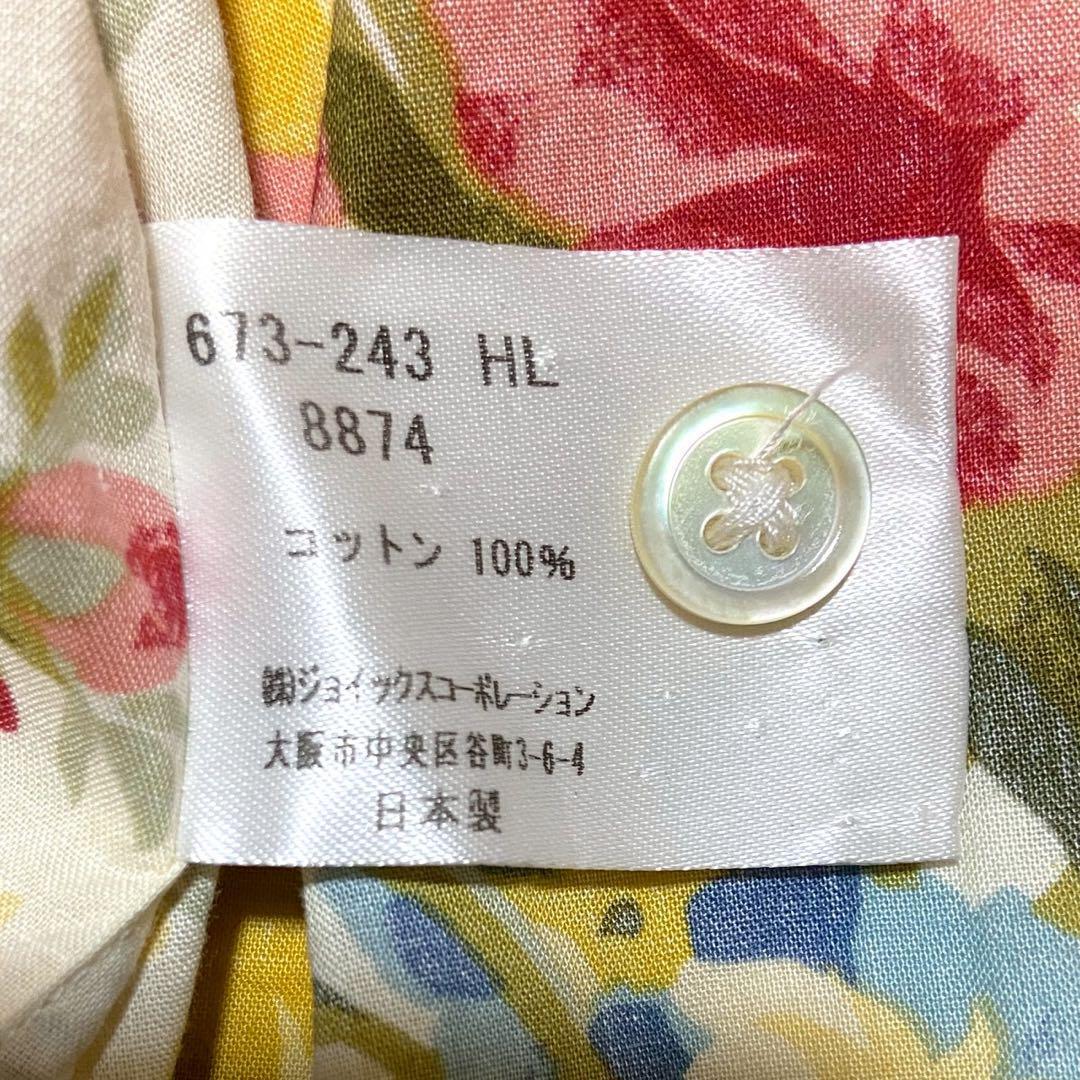 673-243 HL
8874
コットン 100%
㈱ジョイックスコーポレーション
大阪市中央区谷町3-6-4
日本製